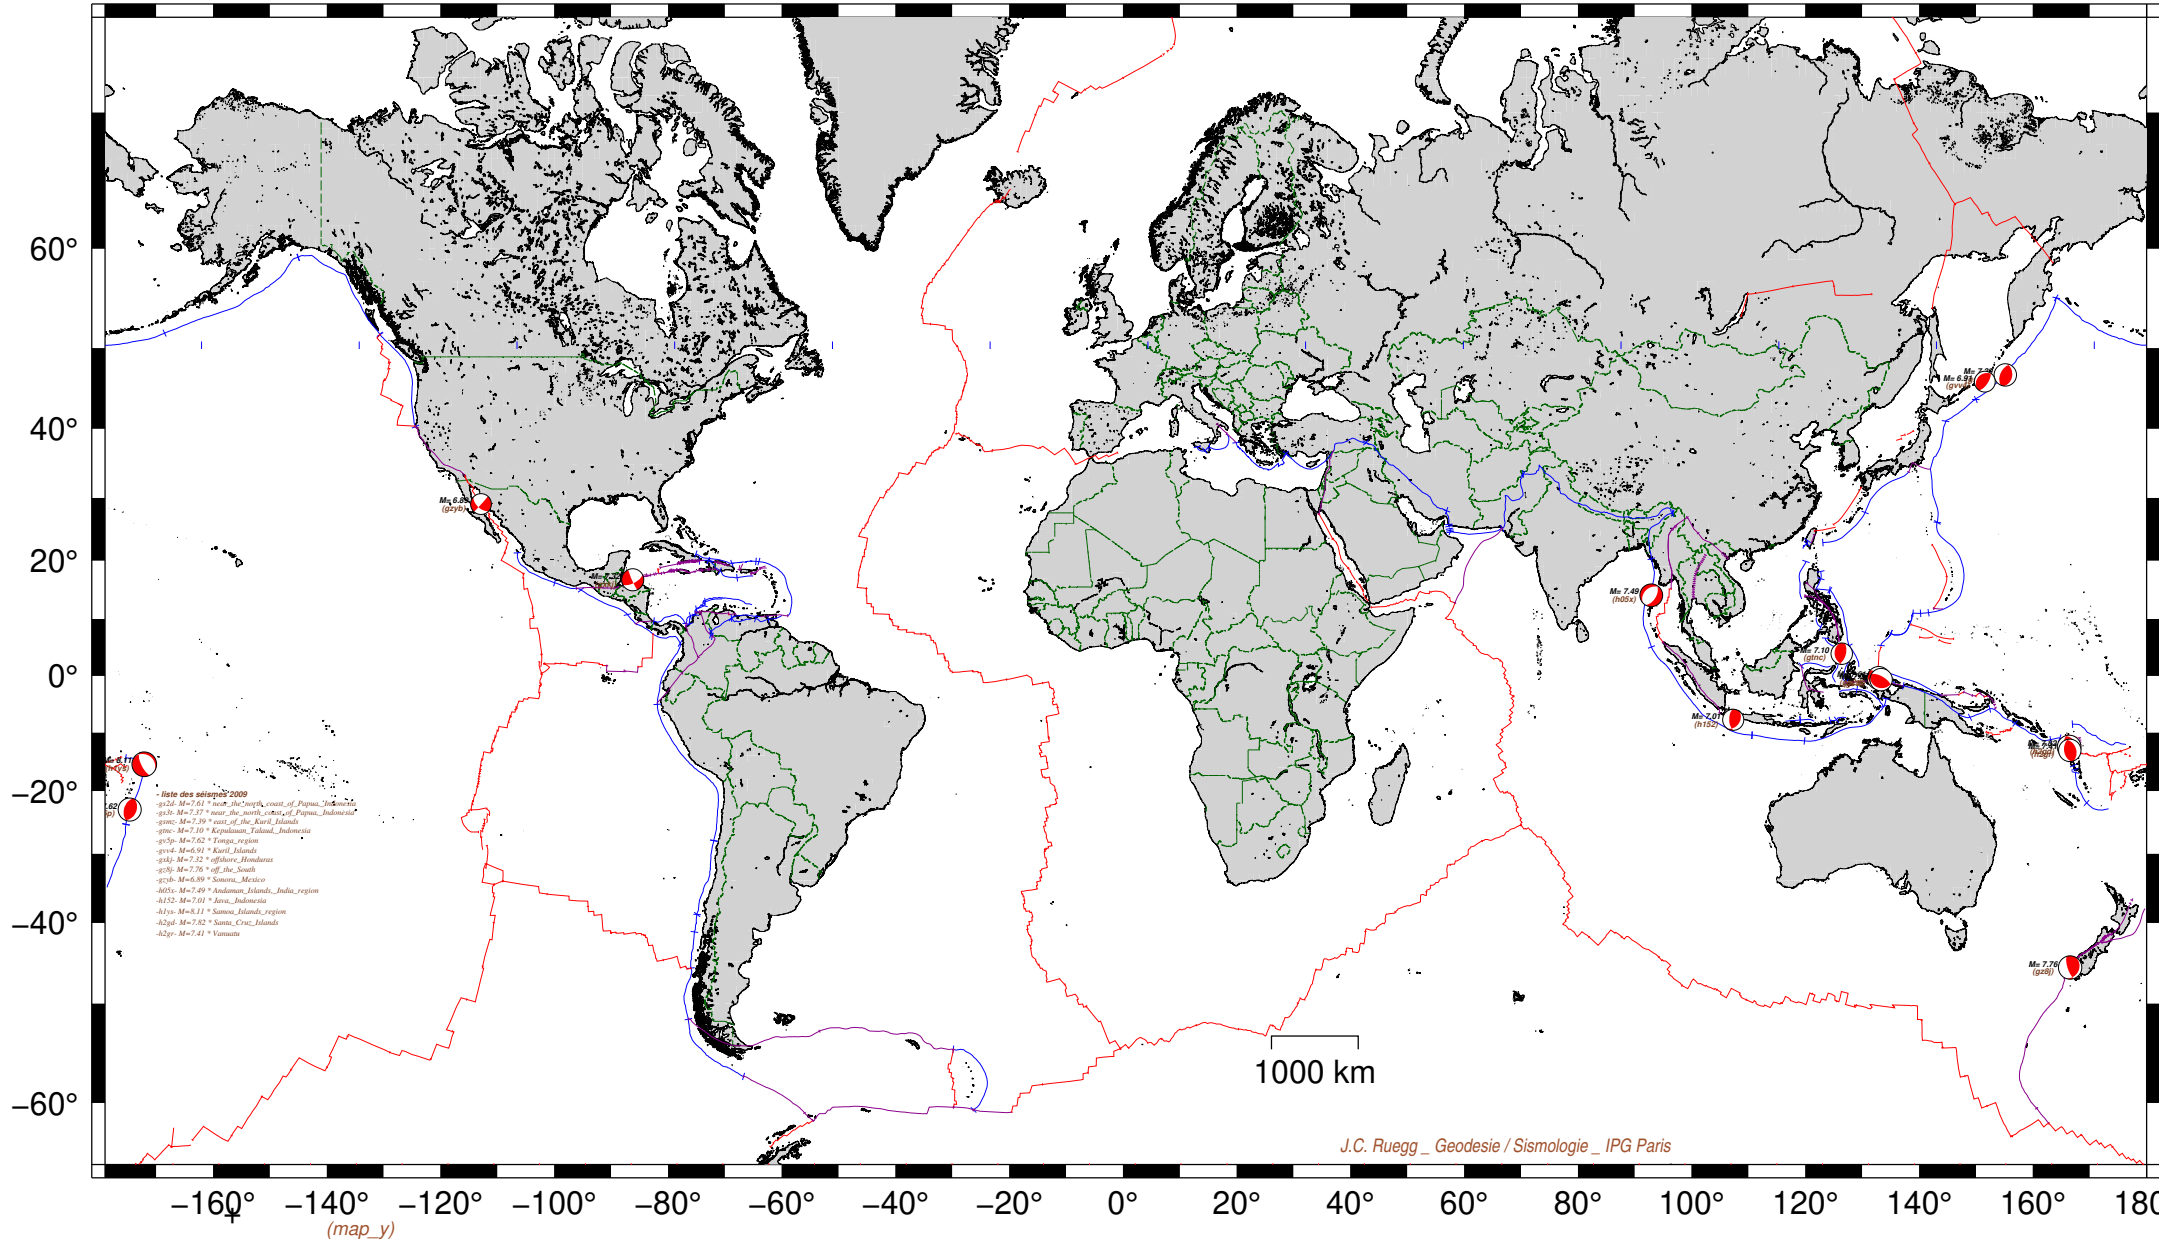 60°
40°
20°
0°
−20°
−40°
−60°
M= 6.91
M= 6.89
(gzyb)
M= 7.49
(h05x)
M= 7.10
(gtnc)
M= 7.01
(h152)
M= 7.76
(gz8j)
- liste des séismes 2009
-gs2d- M=7.61 * near_the_north_coast_of_Papua,_Indonesia
-gs3t- M=7.37 * near_the_north_coast_of_Papua,_Indonesia
-gsmz- M=7.39 * east_of_the_Kuril_Islands
-gtnc- M=7.10 * Kepulauan_Talaud,_Indonesia
-gv5p- M=7.62 * Tonga_region
-gvv4- M=6.91 * Kuril_Islands
-gxkj- M=7.32 * offshore_Honduras
-gz8j- M=7.76 * off_the_South
-gzyb- M=6.89 * Sonora,_Mexico
-h05x- M=7.49 * Andaman_Islands,_India_region
-h152- M=7.01 * Java,_Indonesia
-h1ys- M=8.11 * Samoa_Islands_region
-h2gd- M=7.82 * Santa_Cruz_Islands
-h2gr- M=7.41 * Vanuatu
1000 km
J.C. Ruegg _ Geodesie / Sismologie _ IPG Paris
−160° −140° −120° −100° −80° −60° −40° −20° 0° 20° 40° 60° 80° 100° 120° 140° 160° 180
(map_y)